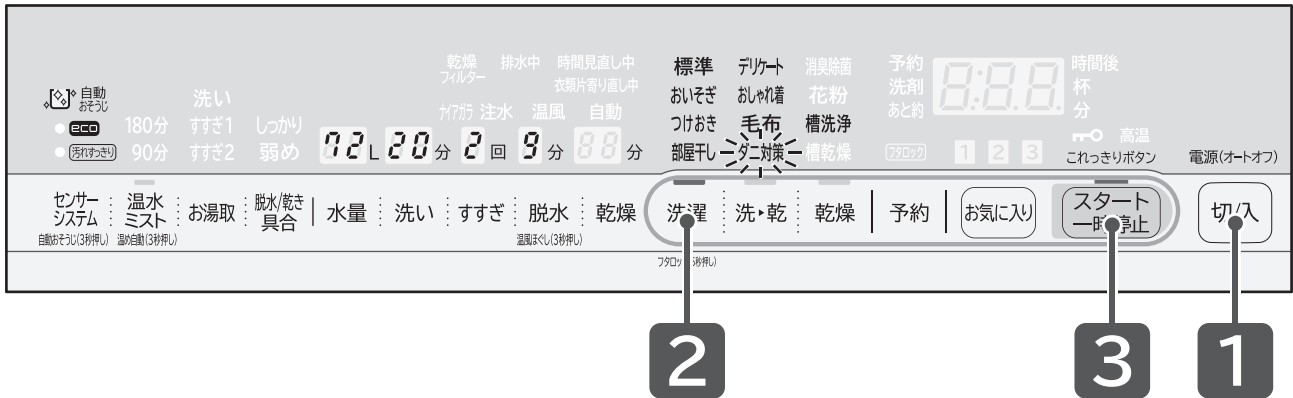 自動
おそうじ
eco
汚れすっきり
180分
90分
洗い
すすぎ1
すすぎ2
しっかり
弱め
乾燥
フィルター
排水中
時間見直し中
衣類片寄り直し中
ナイアガラ 注水 温風 自動
72L 20分 2回 9分 88分
標準 デリケート 消臭除菌
おいそぎ おしゃれ着 花粉
つけおき 毛布 槽洗浄
部屋干し ダニ対策 槽乾燥
予約
洗剤
あと約
8:88
時間後
杯
分
フタロック
1 2 3
高温
これっきりボタン
電源(オートオフ)
センサー
システム
自動おそうじ(3秒押し)
温水
ミスト
温め自動(3秒押し)
お湯取
脱水/乾き
具合
水量
洗い
すすぎ
脱水
温風ほぐし(3秒押し)
乾燥
洗濯
洗▸乾
乾燥
予約
お気に入り
スタート
一時停止
切/入
2
3
1